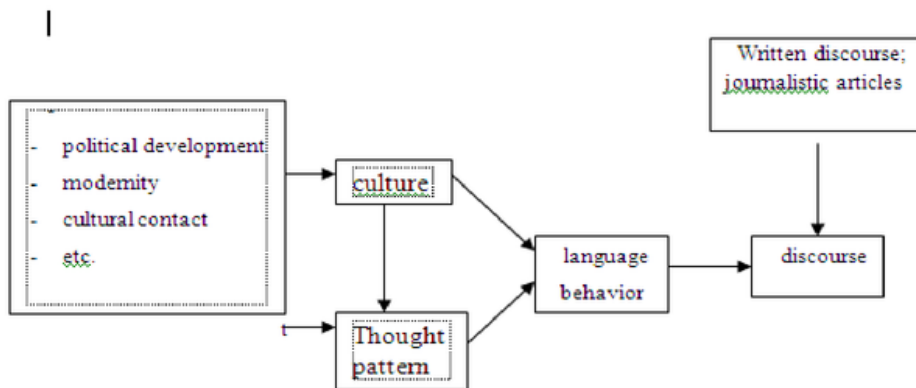 Written discourse;
journalistic articles
- political development
- modernity
- cultural contact
- etc.
culture
language
behavior
discourse
t
Thought
pattern